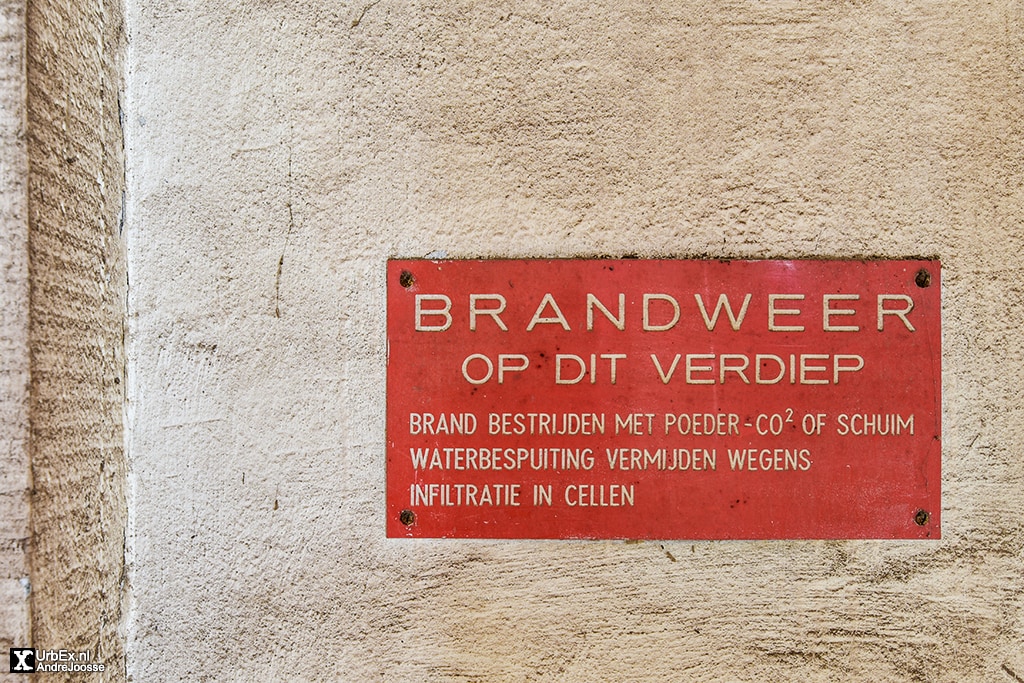 BRANDWEER
OP DIT VERDIEP
BRAND BESTRIJDEN MET POEDER-CO² OF SCHUIM
WATERBESPUITING VERMIJDEN WEGENS
INFILTRATIE IN CELLEN
X UrbEx.nl
AndreJoosse